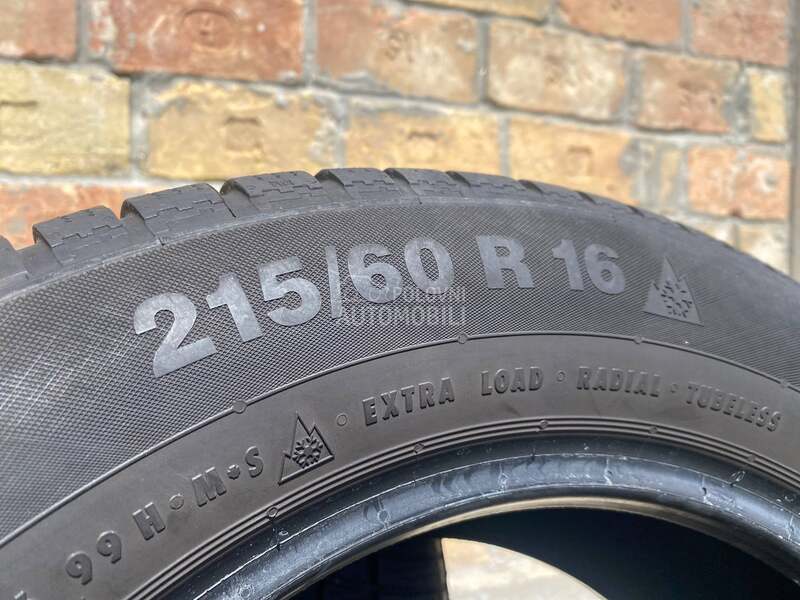 215/60 R 16
POLOVNI
AUTOMOBILI
99 H•M•S EXTRA LOAD • RADIAL • TUBELESS